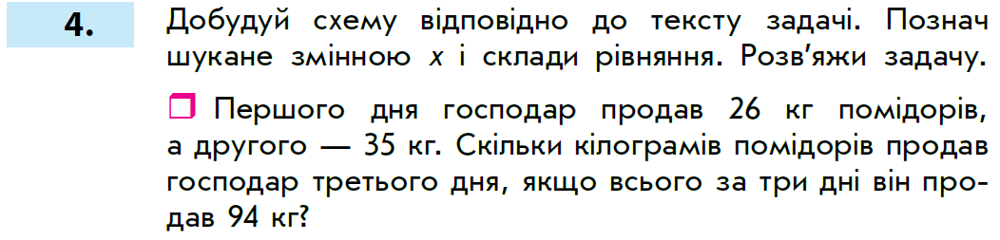 4.
Добудуй схему відповідно до тексту задачі. Познач
шукане змінною x і склади рівняння. Розв'яжи задачу.
Першого дня господар продав 26 кг помідорів,
а другого — 35 кг. Скільки кілограмів помідорів продав
господар третього дня, якщо всього за три дні він про-
дав 94 кг?